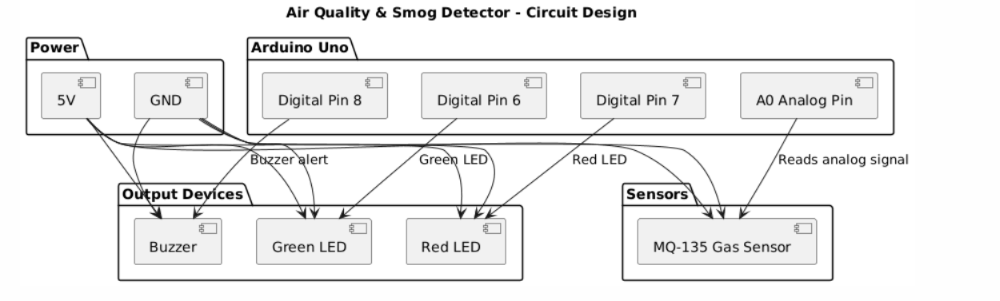 Air Quality & Smog Detector - Circuit Design
Power
Arduino Uno
5V
GND
Digital Pin 8
Digital Pin 6
Digital Pin 7
A0 Analog Pin
Buzzer alert
Green LED
Red LED
Reads analog signal
Output Devices
Sensors
Buzzer
Green LED
Red LED
MQ-135 Gas Sensor